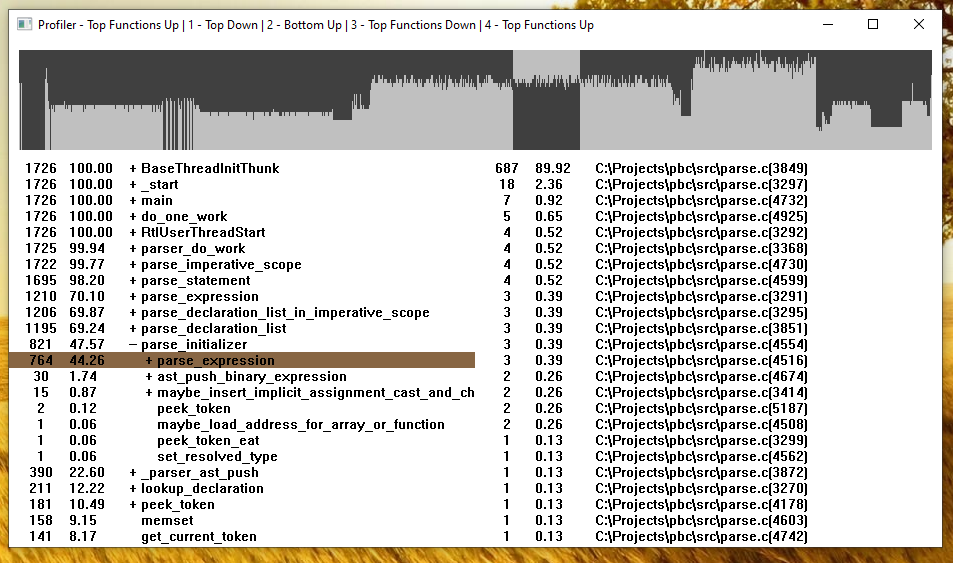 Profiler - Top Functions Up | 1 - Top Down | 2 - Bottom Up | 3 - Top Functions Down | 4 - Top Functions Up
1726 100.00 + BaseThreadInitThunk 687 89.92 C:\Projects\pbc\src\parse.c(3849)
1726 100.00 + _start 18 2.36 C:\Projects\pbc\src\parse.c(3297)
1726 100.00 + main 7 0.92 C:\Projects\pbc\src\parse.c(4732)
1726 100.00 + do_one_work 5 0.65 C:\Projects\pbc\src\parse.c(4925)
1726 100.00 + RtlUserThreadStart 4 0.52 C:\Projects\pbc\src\parse.c(3292)
1725 99.94 + parser_do_work 4 0.52 C:\Projects\pbc\src\parse.c(3368)
1722 99.77 + parse_imperative_scope 4 0.52 C:\Projects\pbc\src\parse.c(4730)
1695 98.20 + parse_statement 4 0.52 C:\Projects\pbc\src\parse.c(4599)
1210 70.10 + parse_expression 3 0.39 C:\Projects\pbc\src\parse.c(3291)
1206 69.87 + parse_declaration_list_in_imperative_scope 3 0.39 C:\Projects\pbc\src\parse.c(3295)
1195 69.24 + parse_declaration_list 3 0.39 C:\Projects\pbc\src\parse.c(3851)
821 47.57 – parse_initializer 3 0.39 C:\Projects\pbc\src\parse.c(4554)
764 44.26 + parse_expression 3 0.39 C:\Projects\pbc\src\parse.c(4516)
30 1.74 + ast_push_binary_expression 2 0.26 C:\Projects\pbc\src\parse.c(4674)
15 0.87 + maybe_insert_implicit_assignment_cast_and_ch 2 0.26 C:\Projects\pbc\src\parse.c(3414)
2 0.12 peek_token 2 0.26 C:\Projects\pbc\src\parse.c(5187)
1 0.06 maybe_load_address_for_array_or_function 2 0.26 C:\Projects\pbc\src\parse.c(4508)
1 0.06 peek_token_eat 1 0.13 C:\Projects\pbc\src\parse.c(3299)
1 0.06 set_resolved_type 1 0.13 C:\Projects\pbc\src\parse.c(4562)
390 22.60 + _parser_ast_push 1 0.13 C:\Projects\pbc\src\parse.c(3872)
211 12.22 + lookup_declaration 1 0.13 C:\Projects\pbc\src\parse.c(3270)
181 10.49 + peek_token 1 0.13 C:\Projects\pbc\src\parse.c(4178)
158 9.15 memset 1 0.13 C:\Projects\pbc\src\parse.c(4603)
141 8.17 get_current_token 1 0.13 C:\Projects\pbc\src\parse.c(4742)